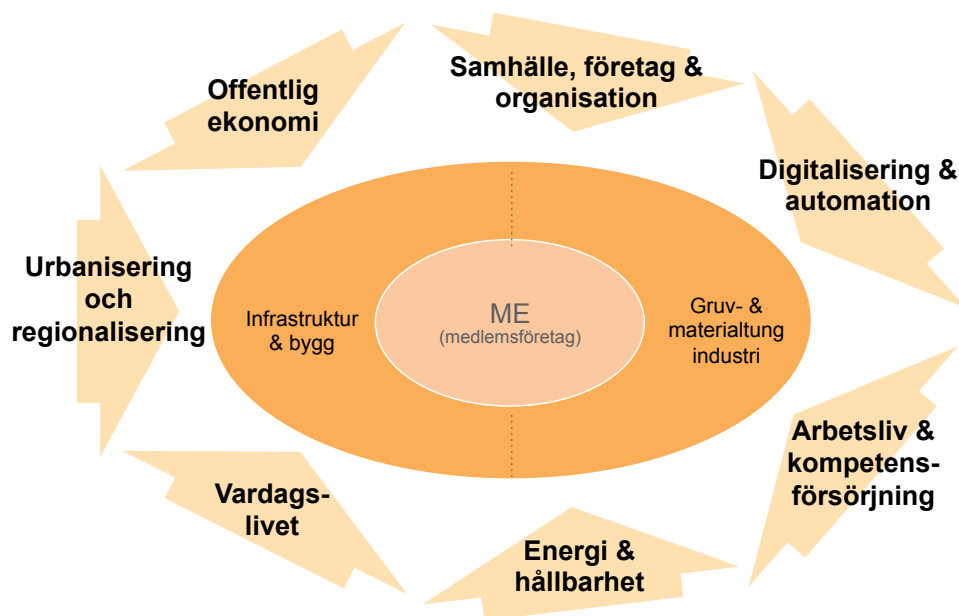 Offentlig
ekonomi
Samhälle, företag &
organisation
Digitalisering &
automation
Urbanisering
och
regionalisering
Infrastruktur
& bygg
ME
(medlemsföretag)
Gruv- &
materialtung
industri
Arbetsliv &
kompetens-
försörjning
Vardags-
livet
Energi &
hållbarhet